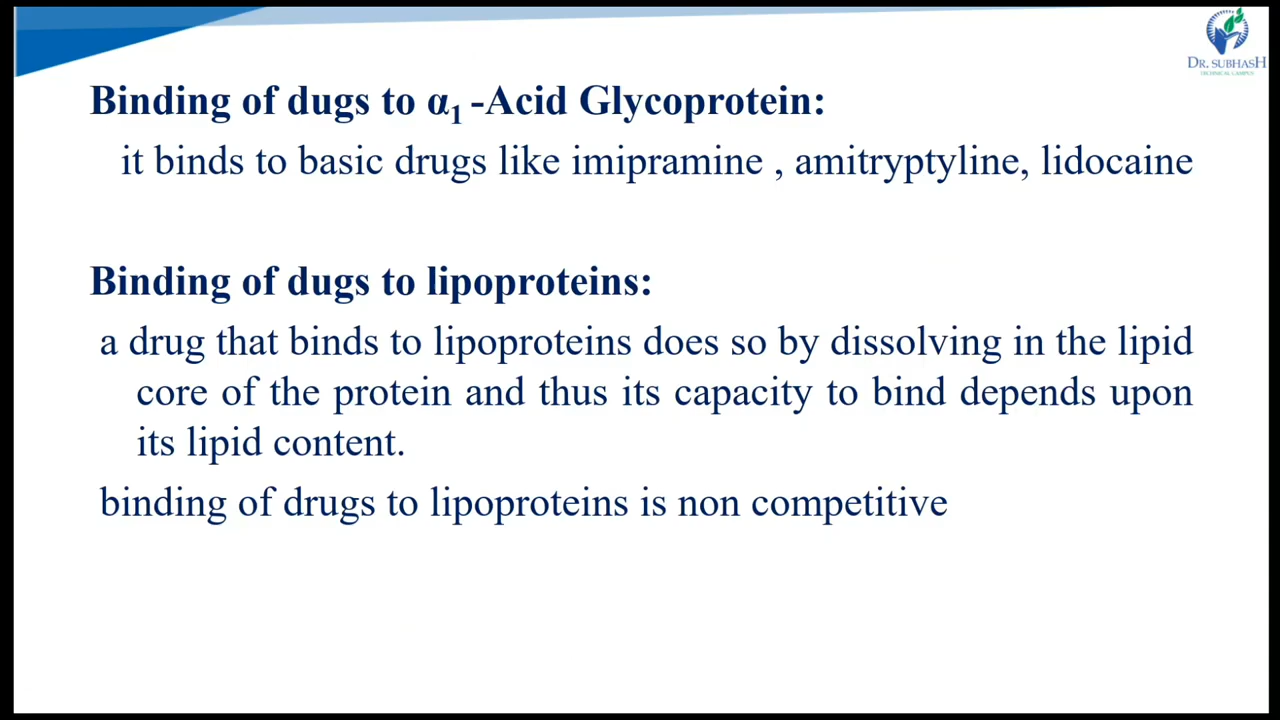 DR. SUBHASH
TECHNICAL CAMPUS
Binding of dugs to α₁ -Acid Glycoprotein:
it binds to basic drugs like imipramine , amitryptyline, lidocaine
Binding of dugs to lipoproteins:
a drug that binds to lipoproteins does so by dissolving in the lipid
core of the protein and thus its capacity to bind depends upon
its lipid content.
binding of drugs to lipoproteins is non competitive